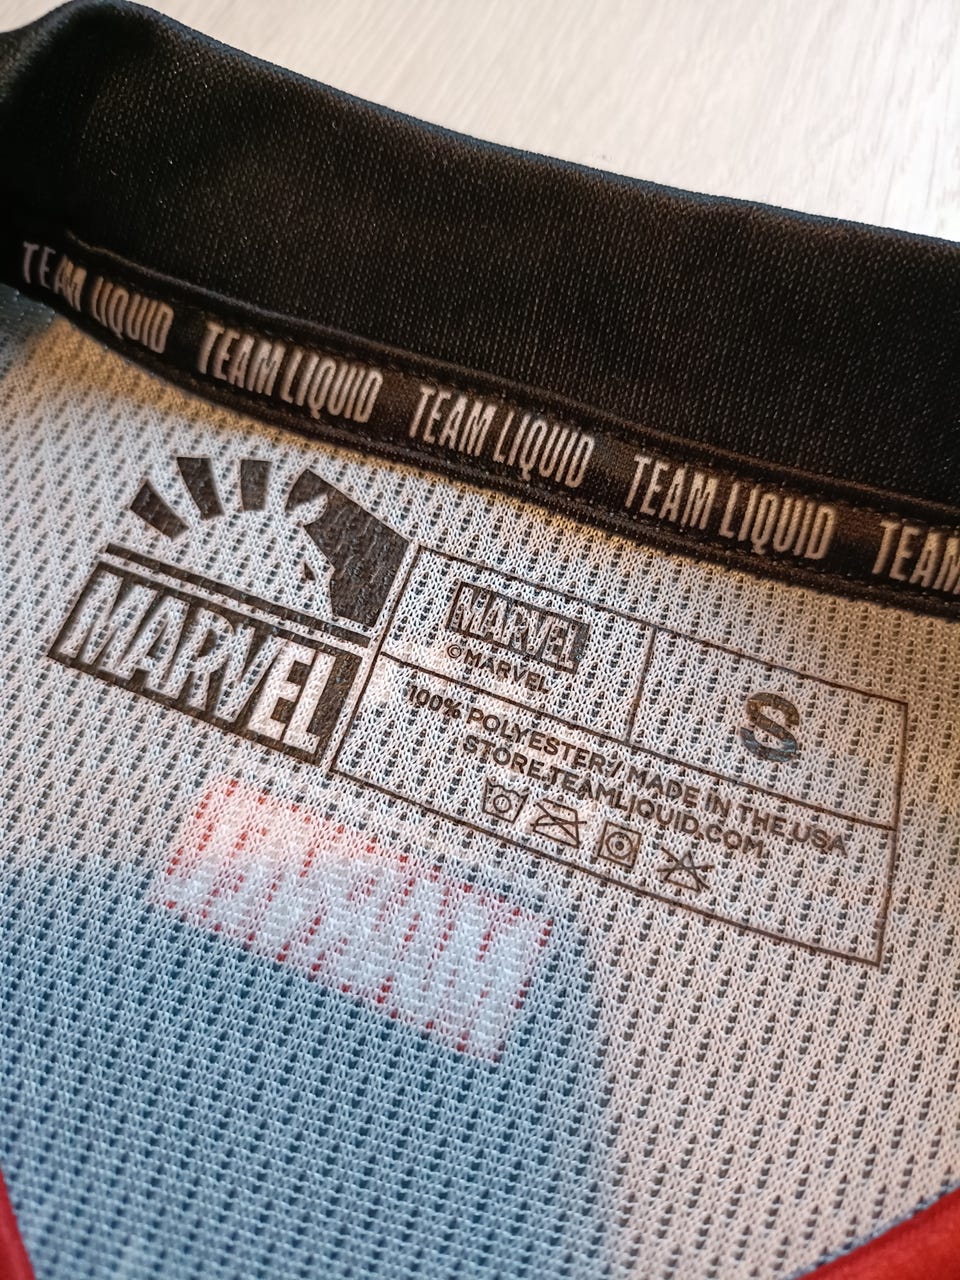 TEAM LIQUID TEAM LIQUID TEAM LIQUID TEAM LIQUID TEAM
MARVEL
MARVEL
©MARVEL
S
100% POLYESTER / MADE IN THE USA
STORE.TEAMLIQUID.COM